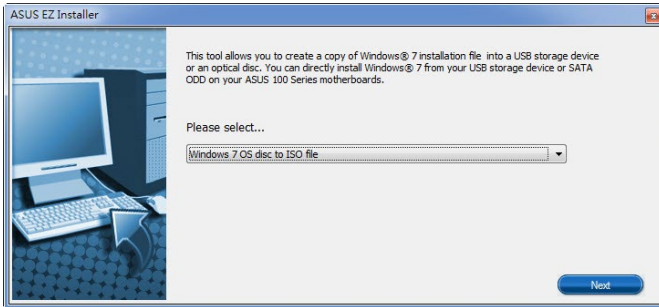 ASUS EZ Installer
This tool allows you to create a copy of Windows® 7 installation file into a USB storage device
or an optical disc. You can directly install Windows® 7 from your USB storage device or SATA
ODD on your ASUS 100 Series motherboards.
Please select...
Windows 7 OS disc to ISO file
Next